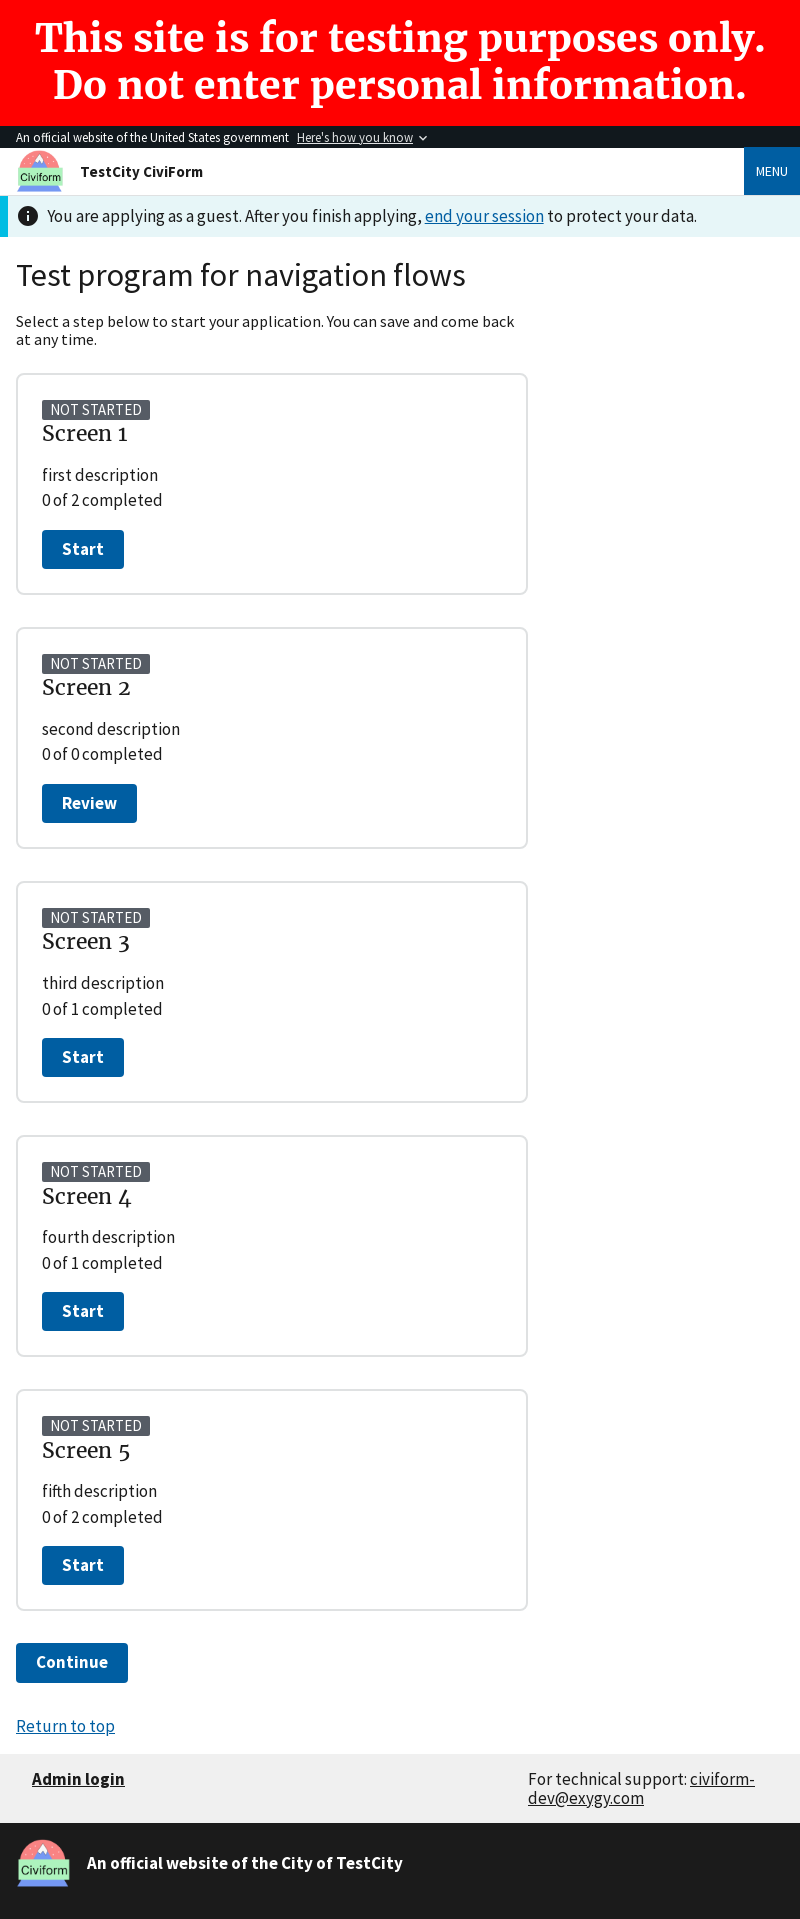 This site is for testing purposes only.
Do not enter personal information.
An official website of the United States government Here's how you know
Civiform
TestCity CiviForm
MENU
You are applying as a guest. After you finish applying, end your session to protect your data.
Test program for navigation flows
Select a step below to start your application. You can save and come back
at any time.
NOT STARTED
Screen 1
first description
0 of 2 completed
Start
NOT STARTED
Screen 2
second description
0 of 0 completed
Review
NOT STARTED
Screen 3
third description
0 of 1 completed
Start
NOT STARTED
Screen 4
fourth description
0 of 1 completed
Start
NOT STARTED
Screen 5
fifth description
0 of 2 completed
Start
Continue
Return to top
Admin login
For technical support: civiform-
dev@exygy.com
Civiform
An official website of the City of TestCity